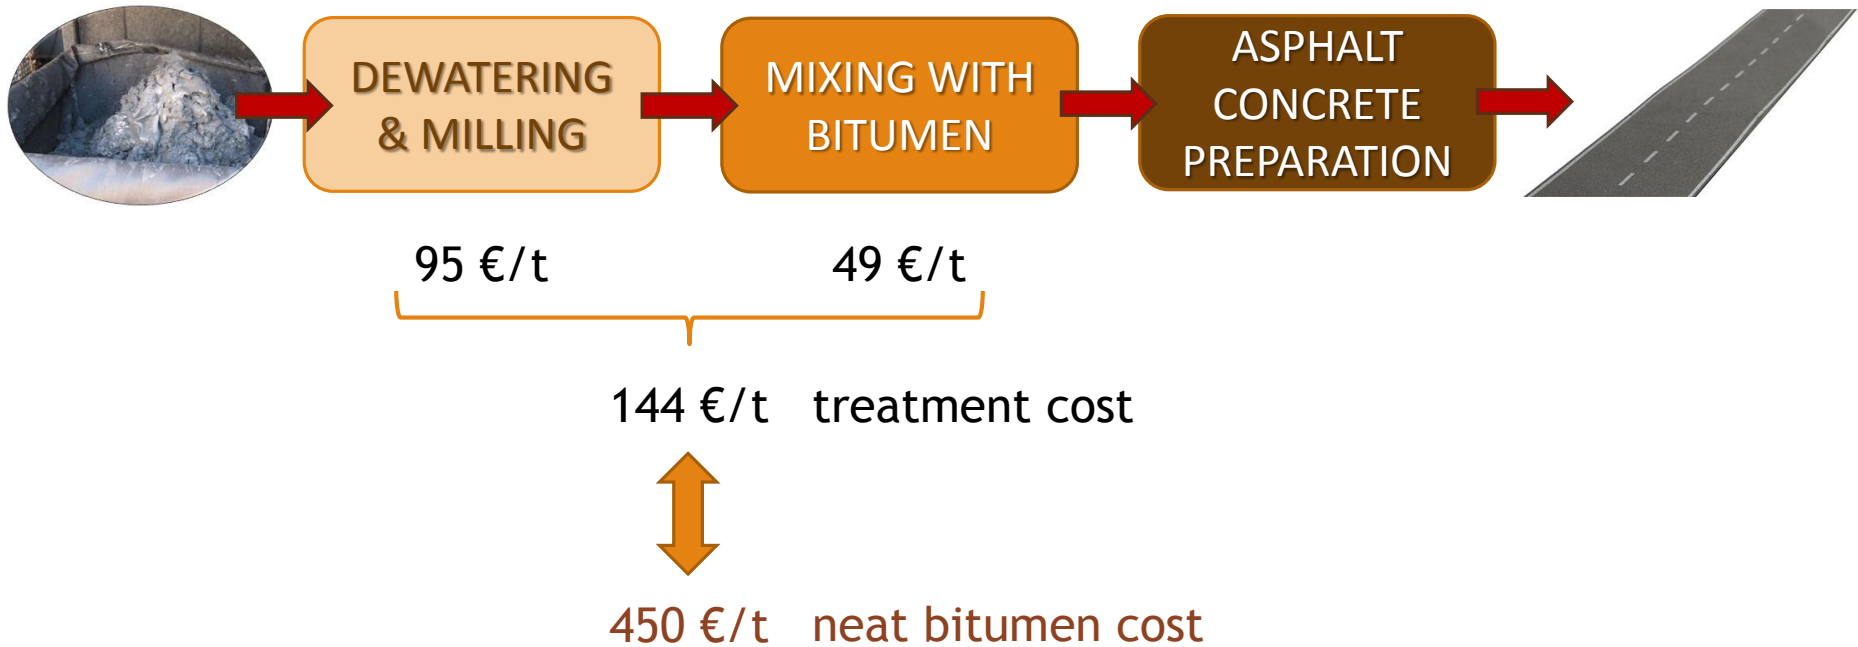 DEWATERING
& MILLING
MIXING WITH
BITUMEN
ASPHALT
CONCRETE
PREPARATION
95 €/t
49 €/t
144 €/t treatment cost
450 €/t neat bitumen cost